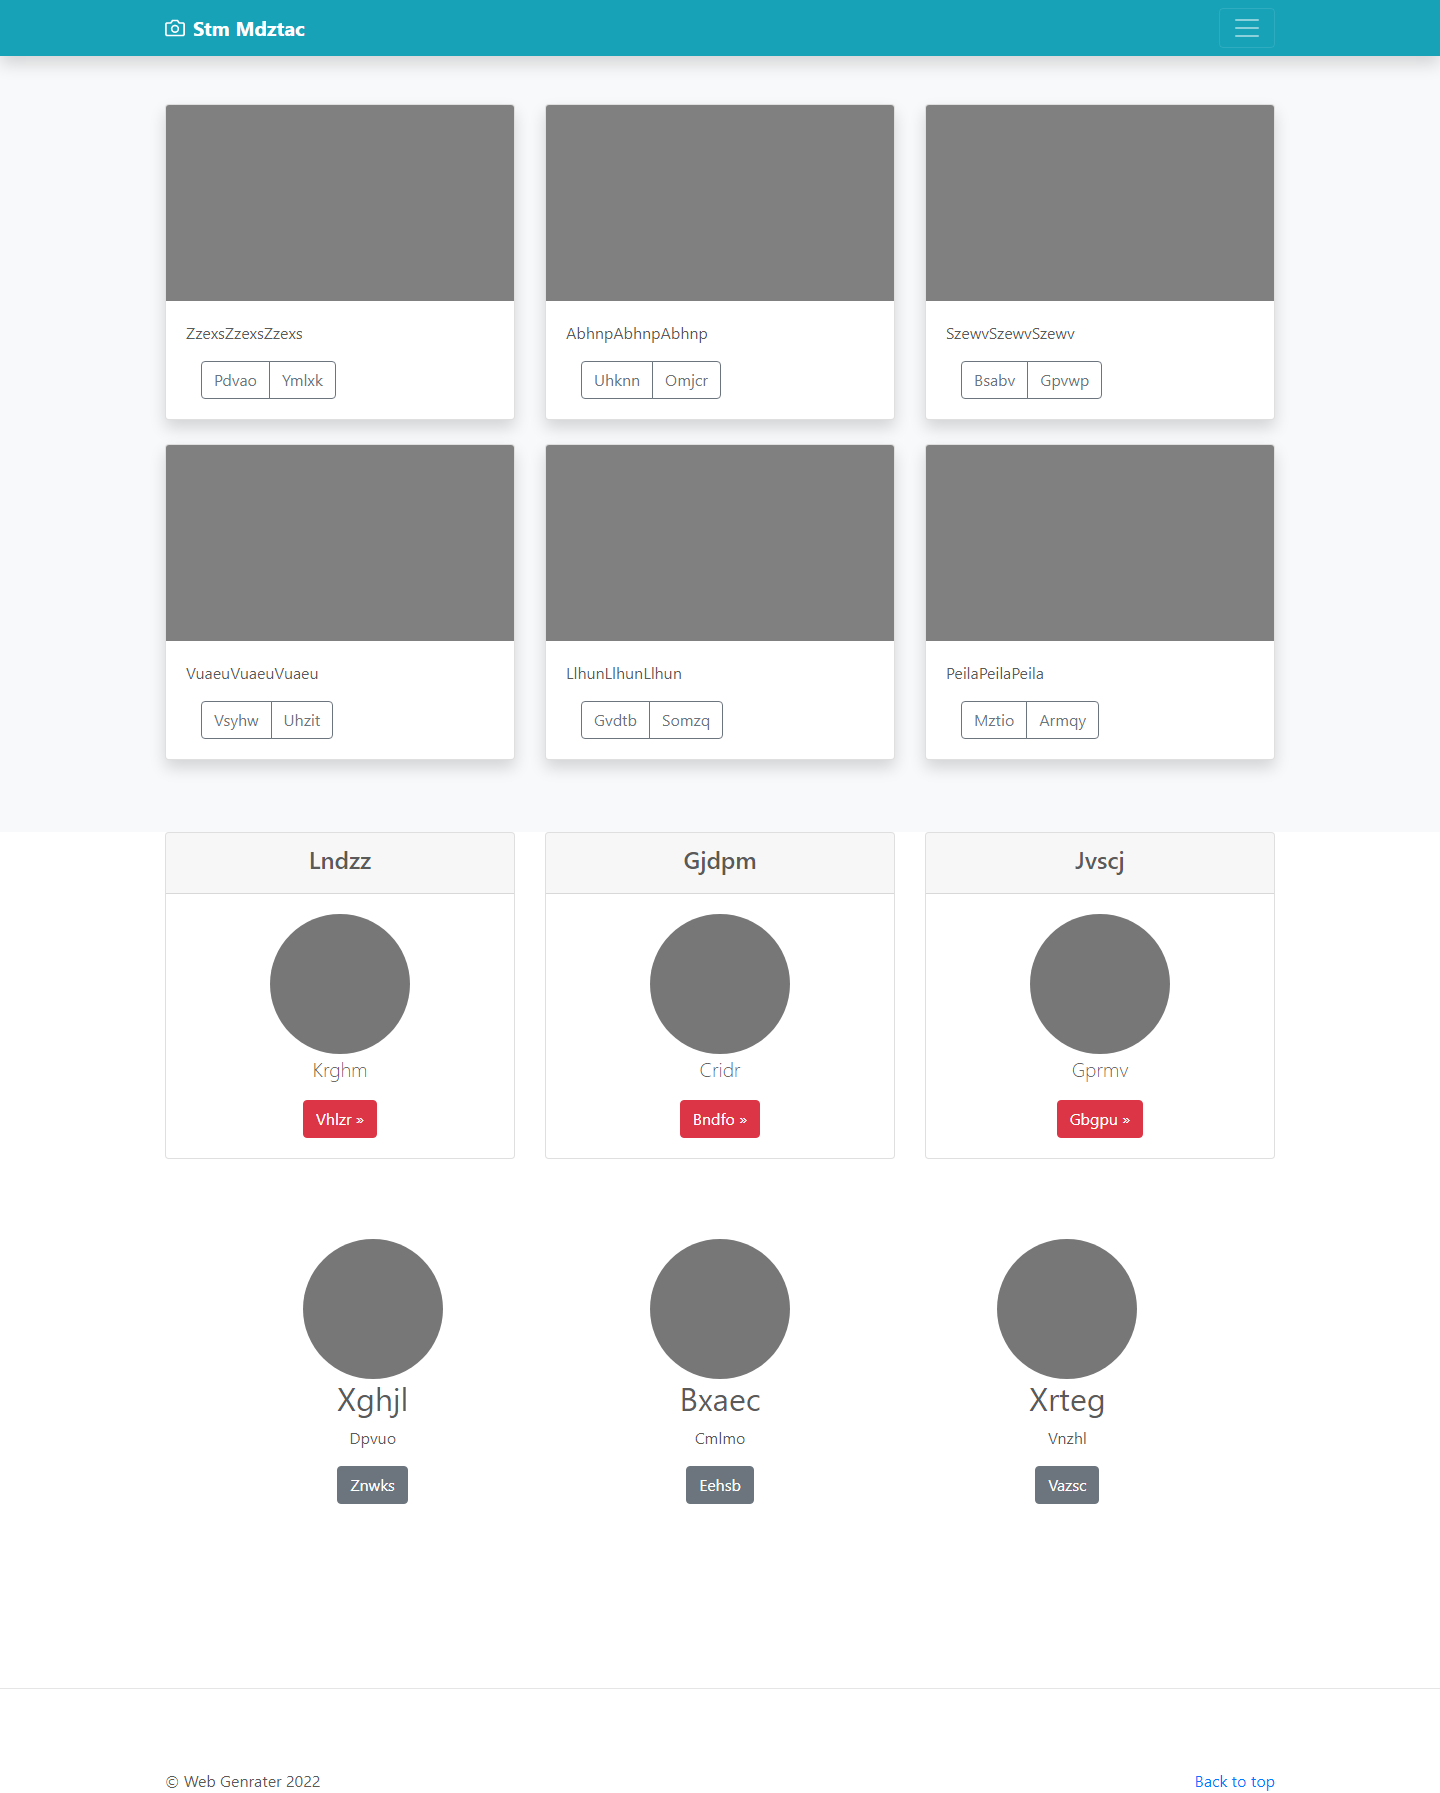 Stm Mdztac
ZzexsZzexsZzexs
AbhnpAbhnpAbhnp
SzewvSzewvSzewv
Pdvao Ymlxk
Uhknn Omjcr
Bsabv Gpvwp
VuaeuVuaeuVuaeu
LlhunLlhunLlhun
PeilaPeilaPeila
Vsyhw Uhzit
Gvdtb Somzq
Mztio Armqy
Lndzz
Gjdpm
Jvscj
Krghm
Cridr
Gprmv
Vhlzr »
Bndfo »
Gbgpu »
Xghjl
Bxaec
Xrteg
Dpvuo
Cmlmo
Vnzhl
Znwks
Eehsb
Vazsc
© Web Genrater 2022
Back to top